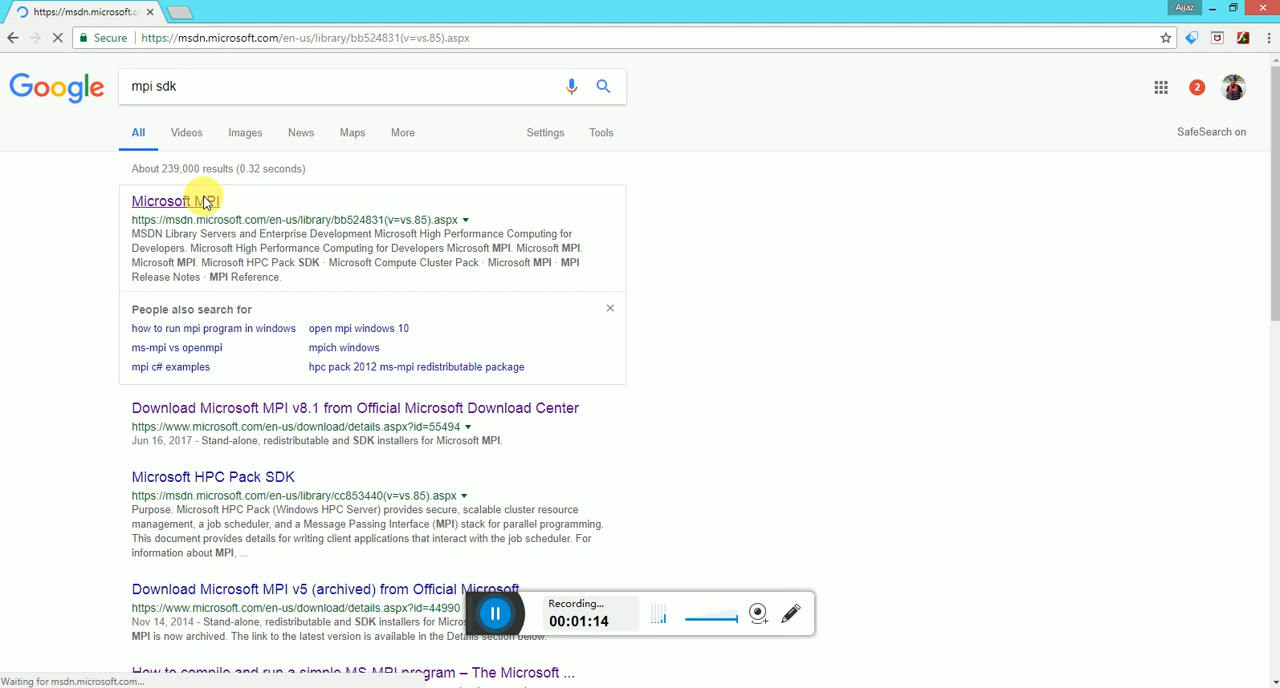 https://msdn.microsoft.c
Aijaz
Secure https://msdn.microsoft.com/en-us/library/bb524831(v=vs.85).aspx
Google
mpi sdk
2
All Videos Images News Maps More Settings Tools
SafeSearch on
About 239,000 results (0.32 seconds)
Microsoft MPI
https://msdn.microsoft.com/en-us/library/bb524831(v=vs.85).aspx
MSDN Library Servers and Enterprise Development Microsoft High Performance Computing for
Developers. Microsoft High Performance Computing for Developers Microsoft MPI. Microsoft MPI.
Microsoft MPI. Microsoft HPC Pack SDK · Microsoft Compute Cluster Pack · Microsoft MPI · MPI
Release Notes · MPI Reference.
People also search for
how to run mpi program in windows open mpi windows 10
ms-mpi vs openmpi mpich windows
mpi c# examples hpc pack 2012 ms-mpi redistributable package
Download Microsoft MPI v8.1 from Official Microsoft Download Center
https://www.microsoft.com/en-us/download/details.aspx?id=55494
Jun 16, 2017 - Stand-alone, redistributable and SDK installers for Microsoft MPI.
Microsoft HPC Pack SDK
https://msdn.microsoft.com/en-us/library/cc853440(v=vs.85).aspx
Purpose. Microsoft HPC Pack (Windows HPC Server) provides secure, scalable cluster resource
management, a job scheduler, and a Message Passing Interface (MPI) stack for parallel programming.
This document provides details for writing client applications that interact with the job scheduler. For
information about MPI, ...
Download Microsoft MPI v5 (archived) from Official Microsoft
https://www.microsoft.com/en-us/download/details.aspx?id=44990
Nov 14, 2014 - Stand-alone, redistributable and SDK installers for Micros
MPI is now archived. The link to the latest version is available in the Details section below.
Recording...
00:01:14
How to compile and run a simple MS-MPI program – The Microsoft ...
Waiting for msdn.microsoft.com...